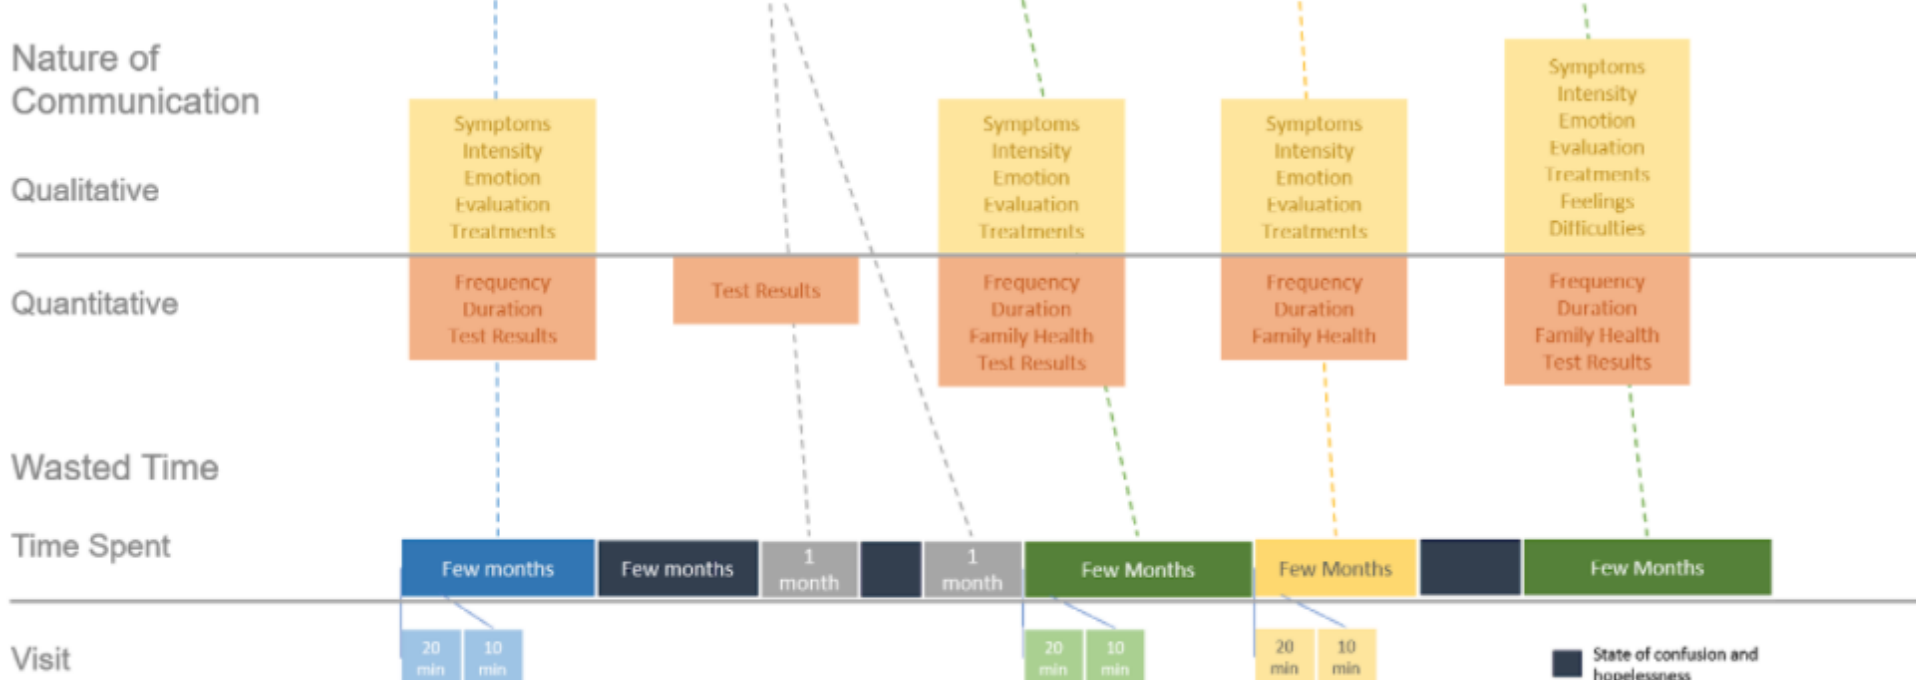 Nature of
Communication
Qualitative
Symptoms
Intensity
Emotion
Evaluation
Treatments
Symptoms
Intensity
Emotion
Evaluation
Treatments
Symptoms
Intensity
Emotion
Evaluation
Treatments
Symptoms
Intensity
Emotion
Evaluation
Treatments
Feelings
Difficulties
Quantitative
Frequency
Duration
Test Results
Test Results
Frequency
Duration
Family Health
Test Results
Frequency
Duration
Family Health
Frequency
Duration
Family Health
Test Results
Wasted Time
Time Spent
Few months
Few months
1
month
1
month
Few Months
Few Months
Few Months
Visit
20
min
10
min
20
min
10
min
20
min
10
min
State of confusion and
hopelessness